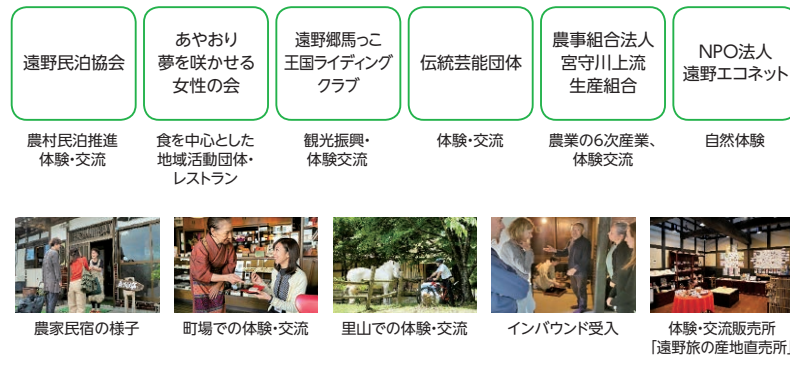 遠野民泊協会
あやおり
夢を咲かせる
女性の会
遠野郷馬っこ
王国ライディング
クラブ
伝統芸能団体
農事組合法人
宮守川上流
生産組合
NPO法人
遠野エコネット
農村民泊推進
体験・交流
食を中心とした
地域活動団体・
レストラン
観光振興・
体験交流
体験・交流
農業の6次産業、
体験交流
自然体験
農家民宿の様子
町場での体験・交流
里山での体験・交流
インバウンド受入
体験・交流販売所
「遠野旅の産地直売所」